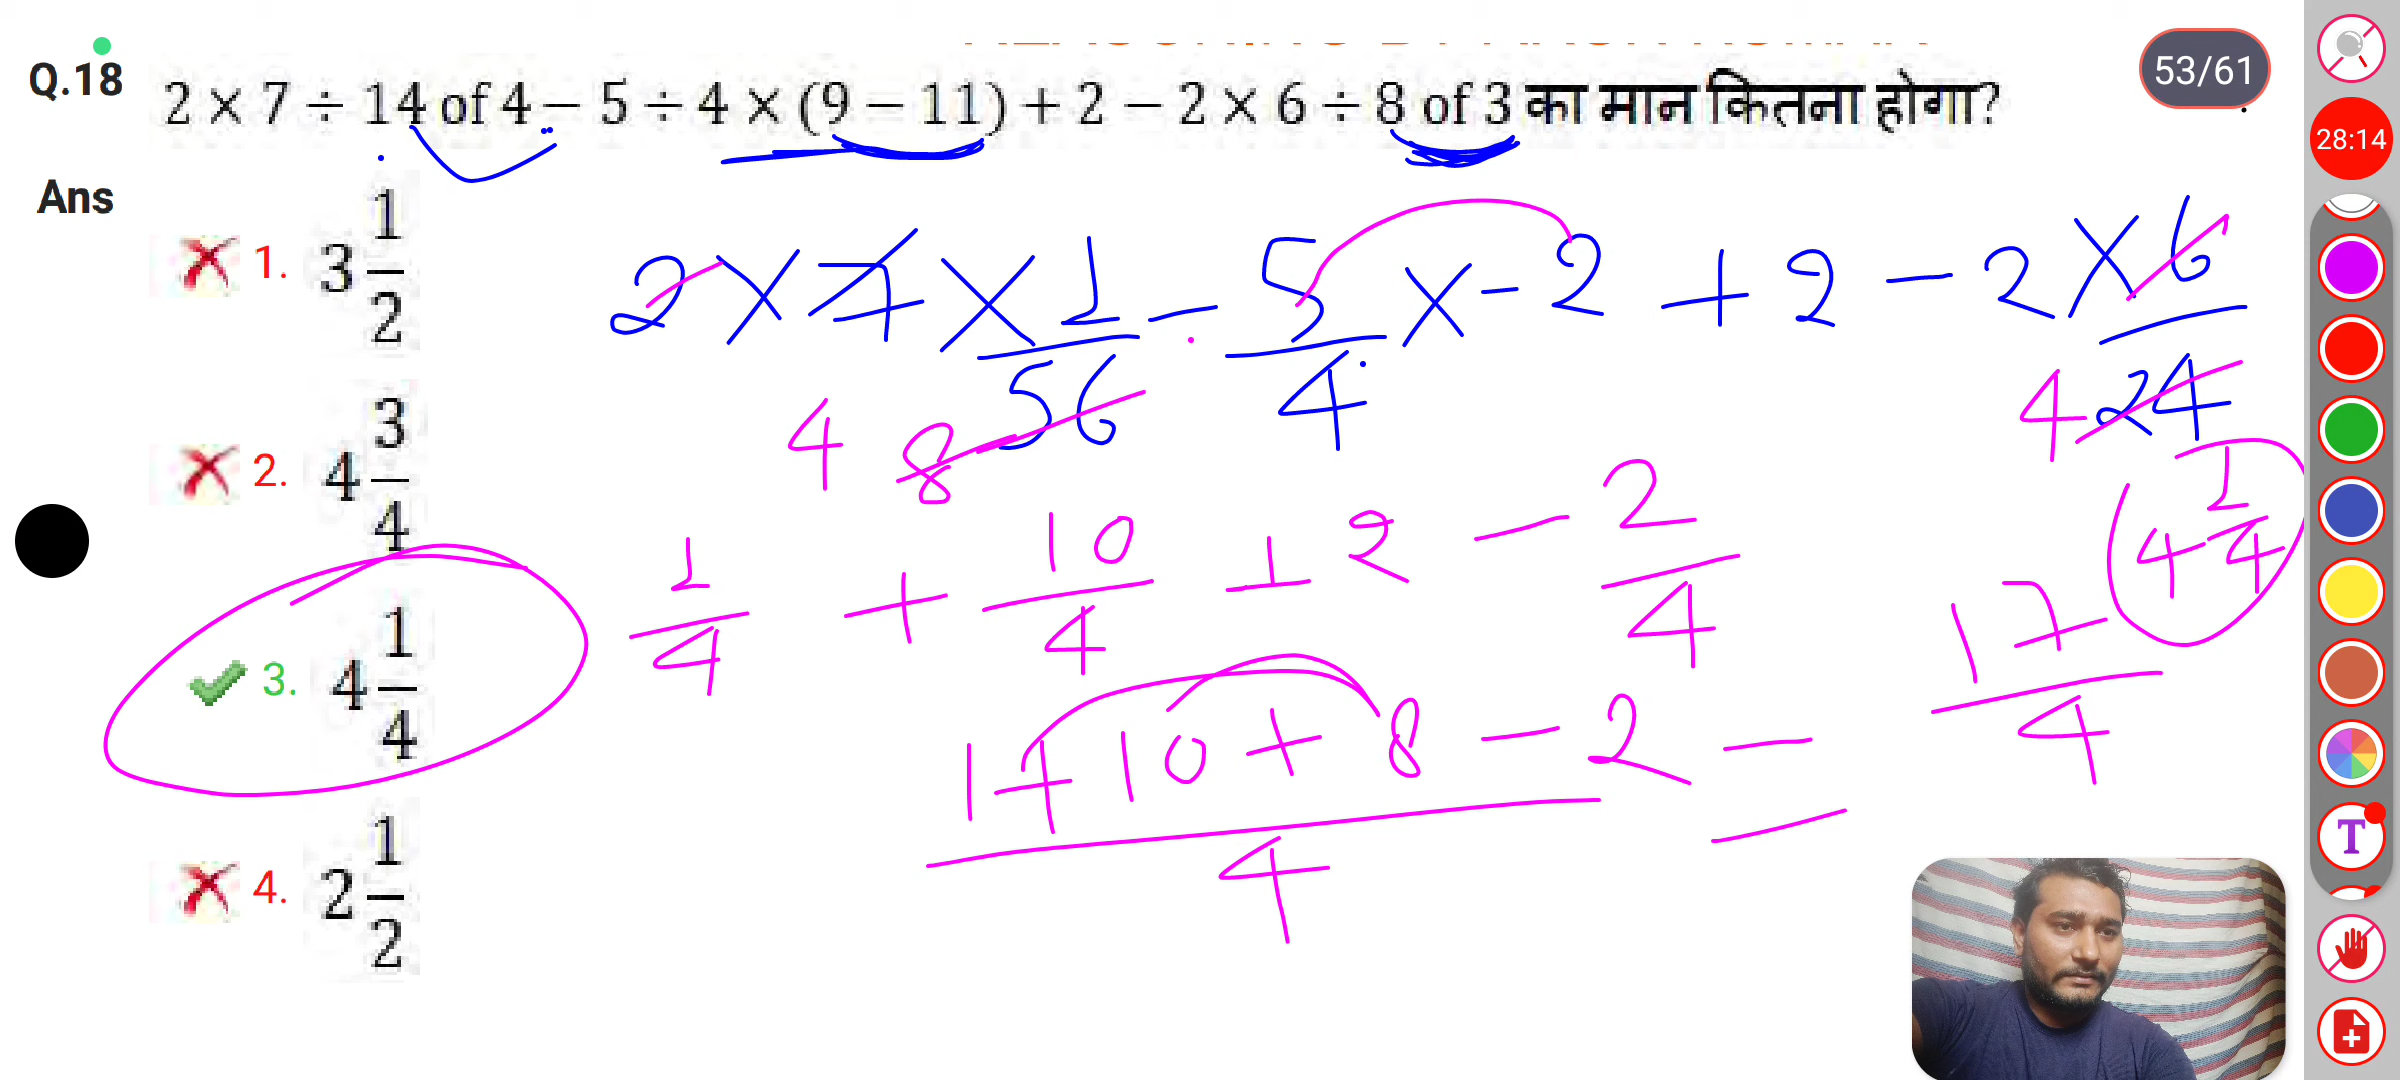 53/61
28:14
Q.18 2 × 7 ÷ 14 of 4 − 5 ÷ 4 × (9 − 11) + 2 − 2 × 6 ÷ 8 of 3 का मान कितना होगा?
Ans
1. 3 1/2
2. 4 3/4
3. 4 1/4
4. 2 1/2
2 × 7 × 1/56 − 5/4 × −2 + 2 − 2 × 6/24
4 8 4
1/4 + 10/4 + 2 − 2/4
4 1/4
1+10+8−2/4 = 17/4
T